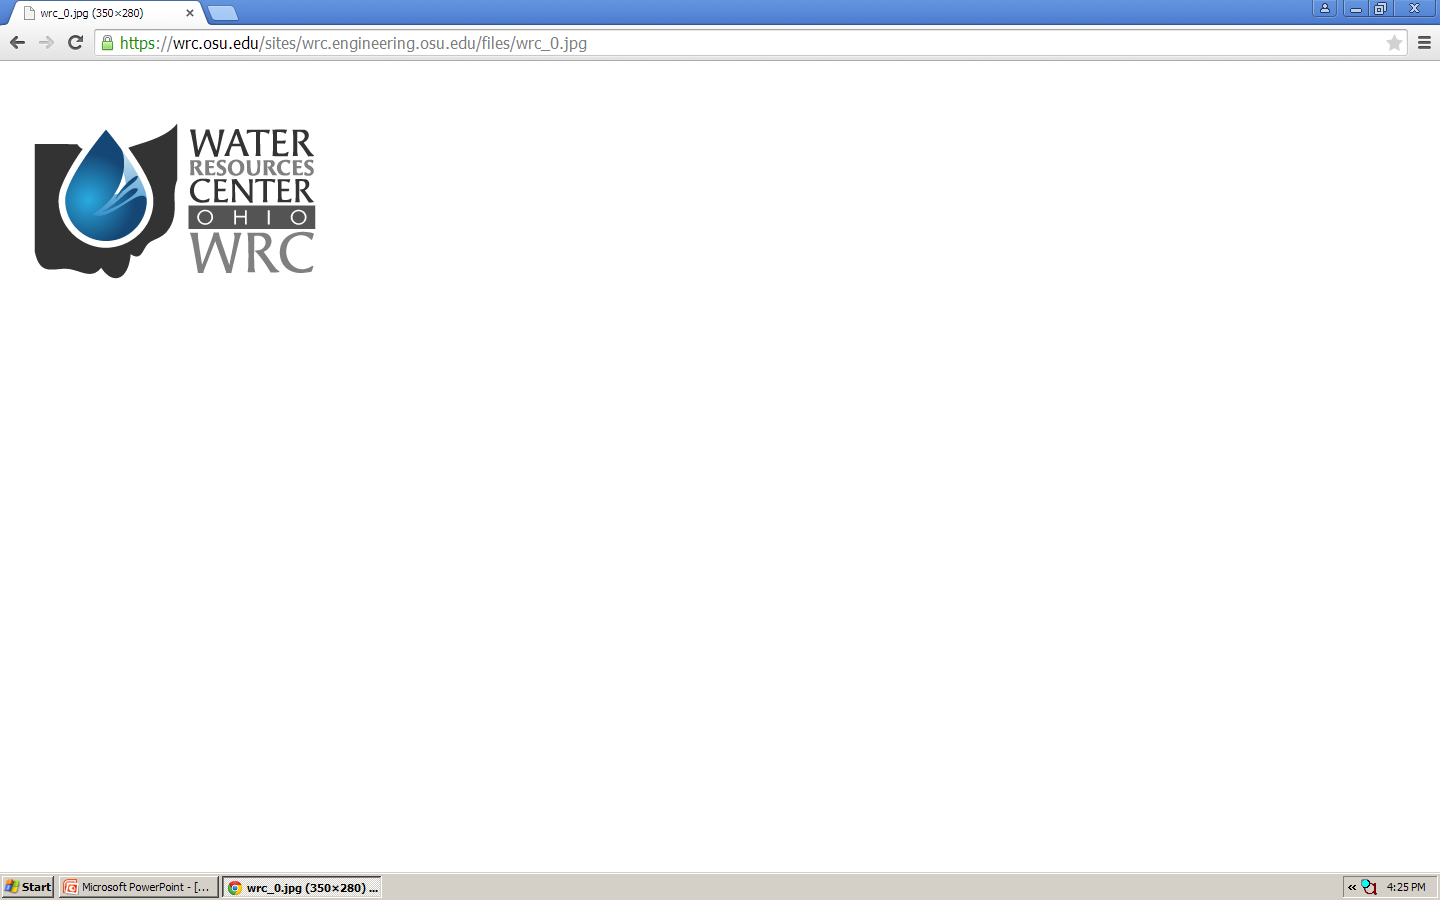 wrc_0.jpg (350×280)
https://wrc.osu.edu/sites/wrc.engineering.osu.edu/files/wrc_0.jpg
WATER
RESOURCES
CENTER
OHIO
WRC
Start
Microsoft PowerPoint - [...
wrc_0.jpg (350×280) ...
4:25 PM